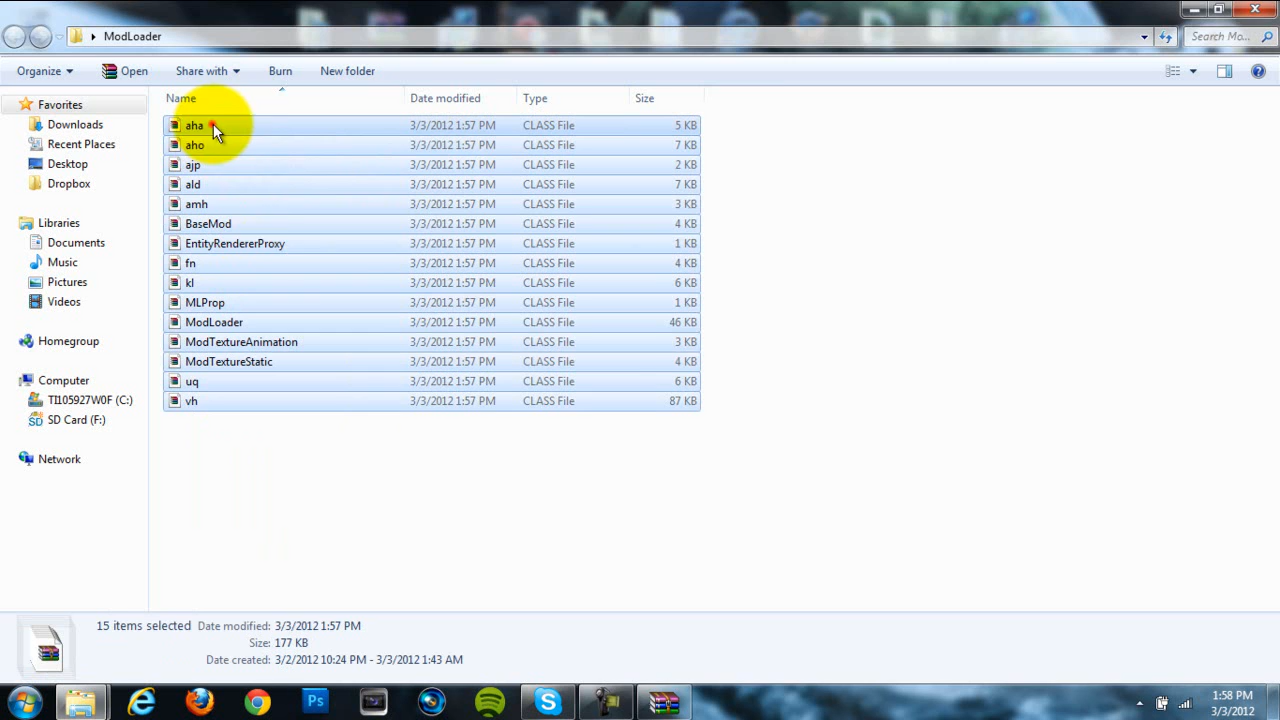 ModLoader
Search Mo...
Organize Open Share with Burn New folder
Name Date modified Type Size
Favorites
Downloads
Recent Places
Desktop
Dropbox
Libraries
Documents
Music
Pictures
Videos
Homegroup
Computer
TI105927W0F (C:)
SD Card (F:)
Network
aha 3/3/2012 1:57 PM CLASS File 5 KB
aho 3/3/2012 1:57 PM CLASS File 7 KB
ajp 3/3/2012 1:57 PM CLASS File 2 KB
ald 3/3/2012 1:57 PM CLASS File 7 KB
amh 3/3/2012 1:57 PM CLASS File 3 KB
BaseMod 3/3/2012 1:57 PM CLASS File 4 KB
EntityRendererProxy 3/3/2012 1:57 PM CLASS File 1 KB
fn 3/3/2012 1:57 PM CLASS File 4 KB
kl 3/3/2012 1:57 PM CLASS File 6 KB
MLProp 3/3/2012 1:57 PM CLASS File 1 KB
ModLoader 3/3/2012 1:57 PM CLASS File 46 KB
ModTextureAnimation 3/3/2012 1:57 PM CLASS File 3 KB
ModTextureStatic 3/3/2012 1:57 PM CLASS File 4 KB
uq 3/3/2012 1:57 PM CLASS File 6 KB
vh 3/3/2012 1:57 PM CLASS File 87 KB
15 items selected Date modified: 3/3/2012 1:57 PM
Size: 177 KB
Date created: 3/2/2012 10:24 PM - 3/3/2012 1:43 AM
SD
Ps
1:58 PM
3/3/2012